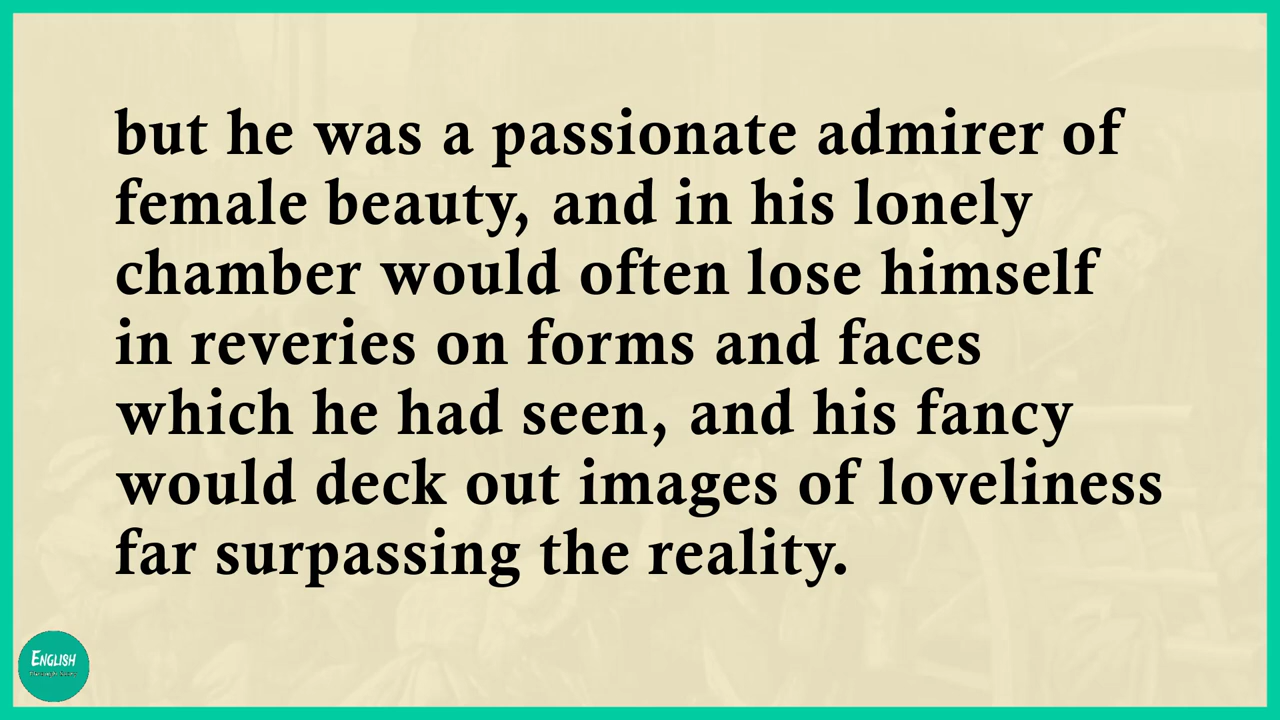 but he was a passionate admirer of
female beauty, and in his lonely
chamber would often lose himself
in reveries on forms and faces
which he had seen, and his fancy
would deck out images of loveliness
far surpassing the reality.
English